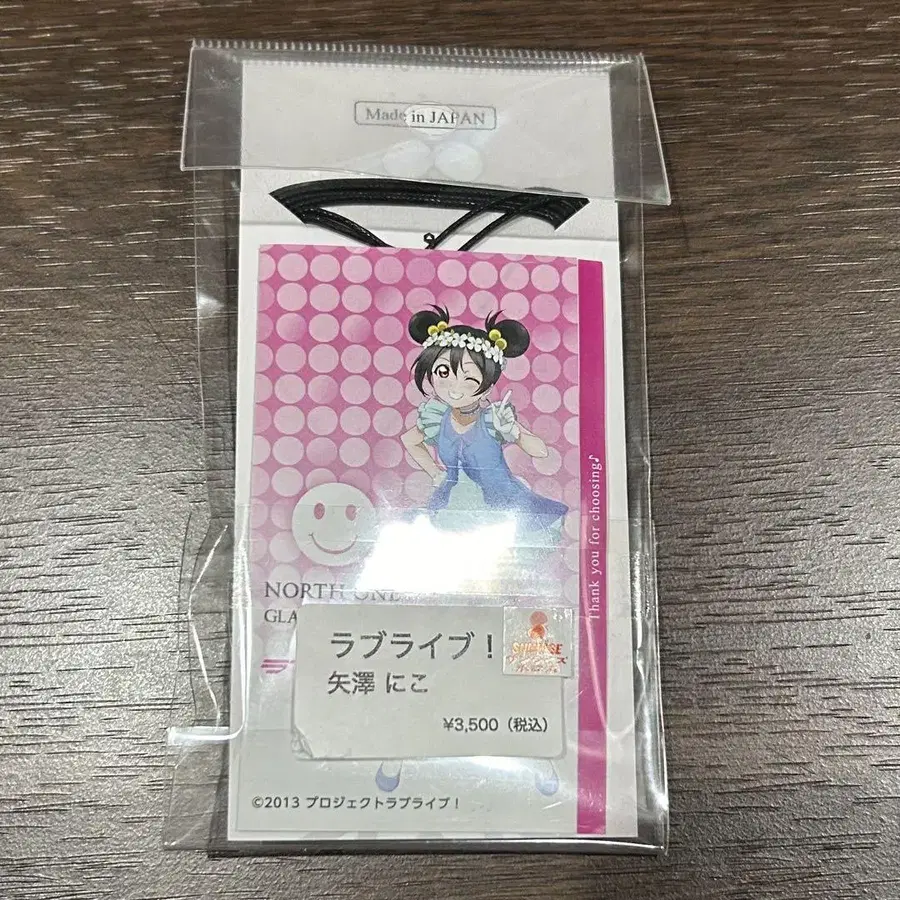 Made in JAPAN
Thank you for choosing♪
NORTH ONE
ラブライブ！
矢澤 にこ
¥3,500（税込）
©2013 プロジェクトラブライブ！